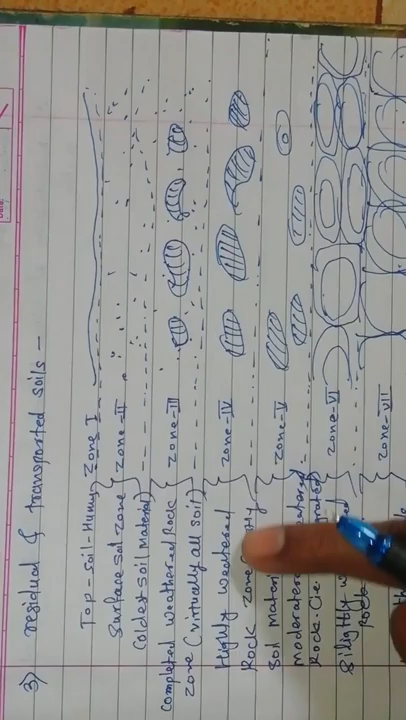 Date:
3) residual & transported soils -
Top-soil-Humus } Zone I
Surface soil-zone } Zone-II
(oldest soil material)
completed weathered Rock } Zone-III
zone (virtually all soil)
Highly weathered } Zone-IV
Rock zone
Soil } Zone-V
moderate
Rock.(i.e.
Slightly } Zone-VI
Rock
} Zone-VII